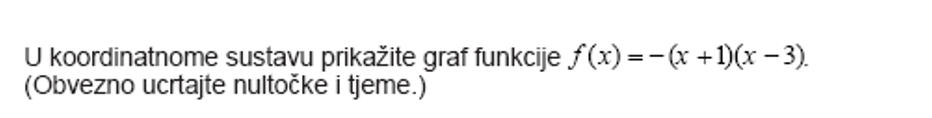 U koordinatnome sustavu prikažite graf funkcije f(x) = −(x +1)(x −3).
(Obvezno ucrtajte nultočke i tjeme.)